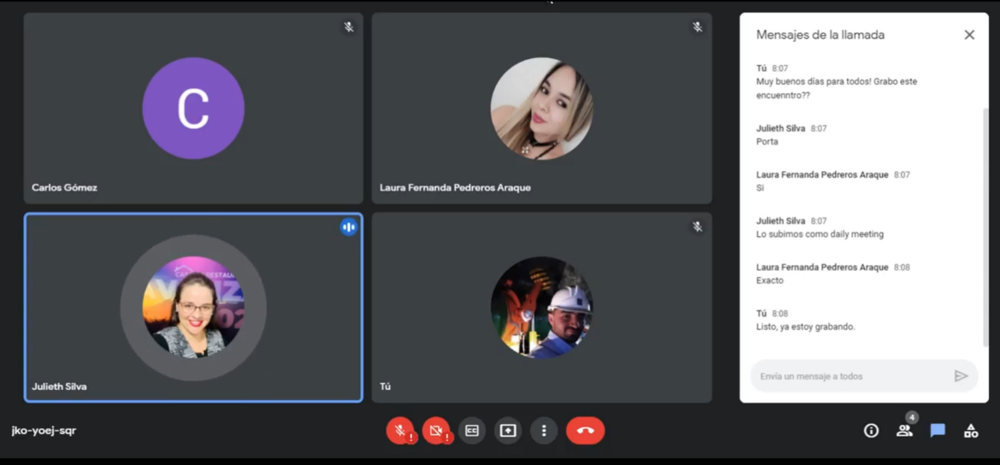 C
Carlos Gómez
Laura Fernanda Pedreros Araque
Julieth Silva
Tú
Mensajes de la llamada
Tú 8:07
Muy buenos días para todos! Grabo este
encuenntro??
Julieth Silva 8:07
Porta
Laura Fernanda Pedreros Araque 8:07
Si
Julieth Silva 8:07
Lo subimos como daily meeting
Laura Fernanda Pedreros Araque 8:08
Exacto
Tú 8:08
Listo, ya estoy grabando.
Envía un mensaje a todos
jko-yoej-sqr
!
!
CC
4